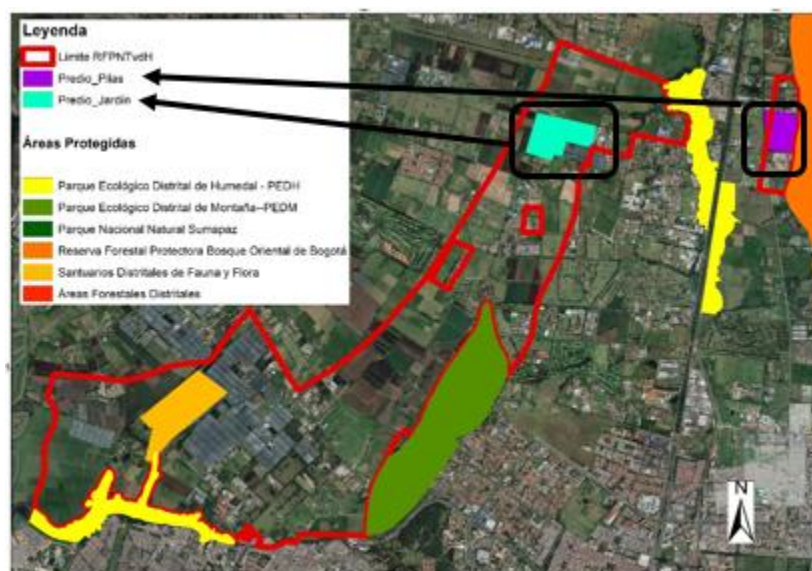 Leyenda
Límite RFPNTvdH
Predio_Pilas
Predio_Jardín
Áreas Protegidas
Parque Ecológico Distrital de Humedal - PEDH
Parque Ecológico Distrital de Montaña--PEDM
Parque Nacional Natural Sumapaz
Reserva Forestal Protectora Bosque Oriental de Bogotá
Santuarios Distritales de Fauna y Flora
Áreas Forestales Distritales
N